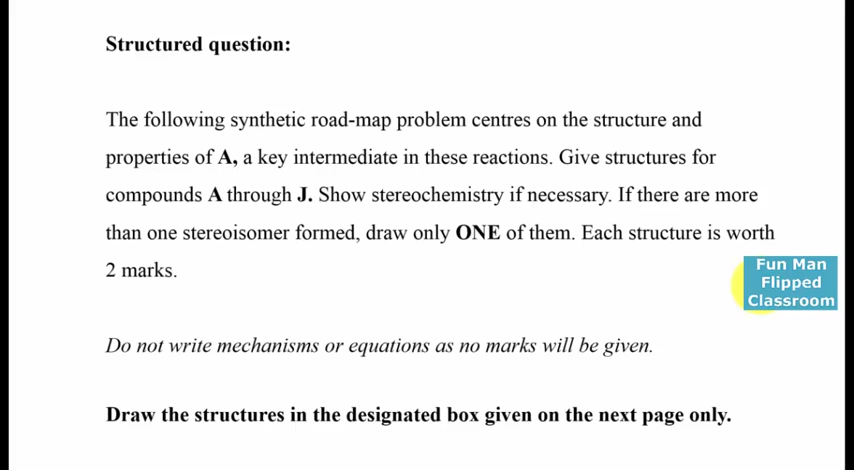 Structured question:
The following synthetic road-map problem centres on the structure and
properties of A, a key intermediate in these reactions. Give structures for
compounds A through J. Show stereochemistry if necessary. If there are more
than one stereoisomer formed, draw only ONE of them. Each structure is worth
2 marks.
Fun Man
Flipped
Classroom
Do not write mechanisms or equations as no marks will be given.
Draw the structures in the designated box given on the next page only.